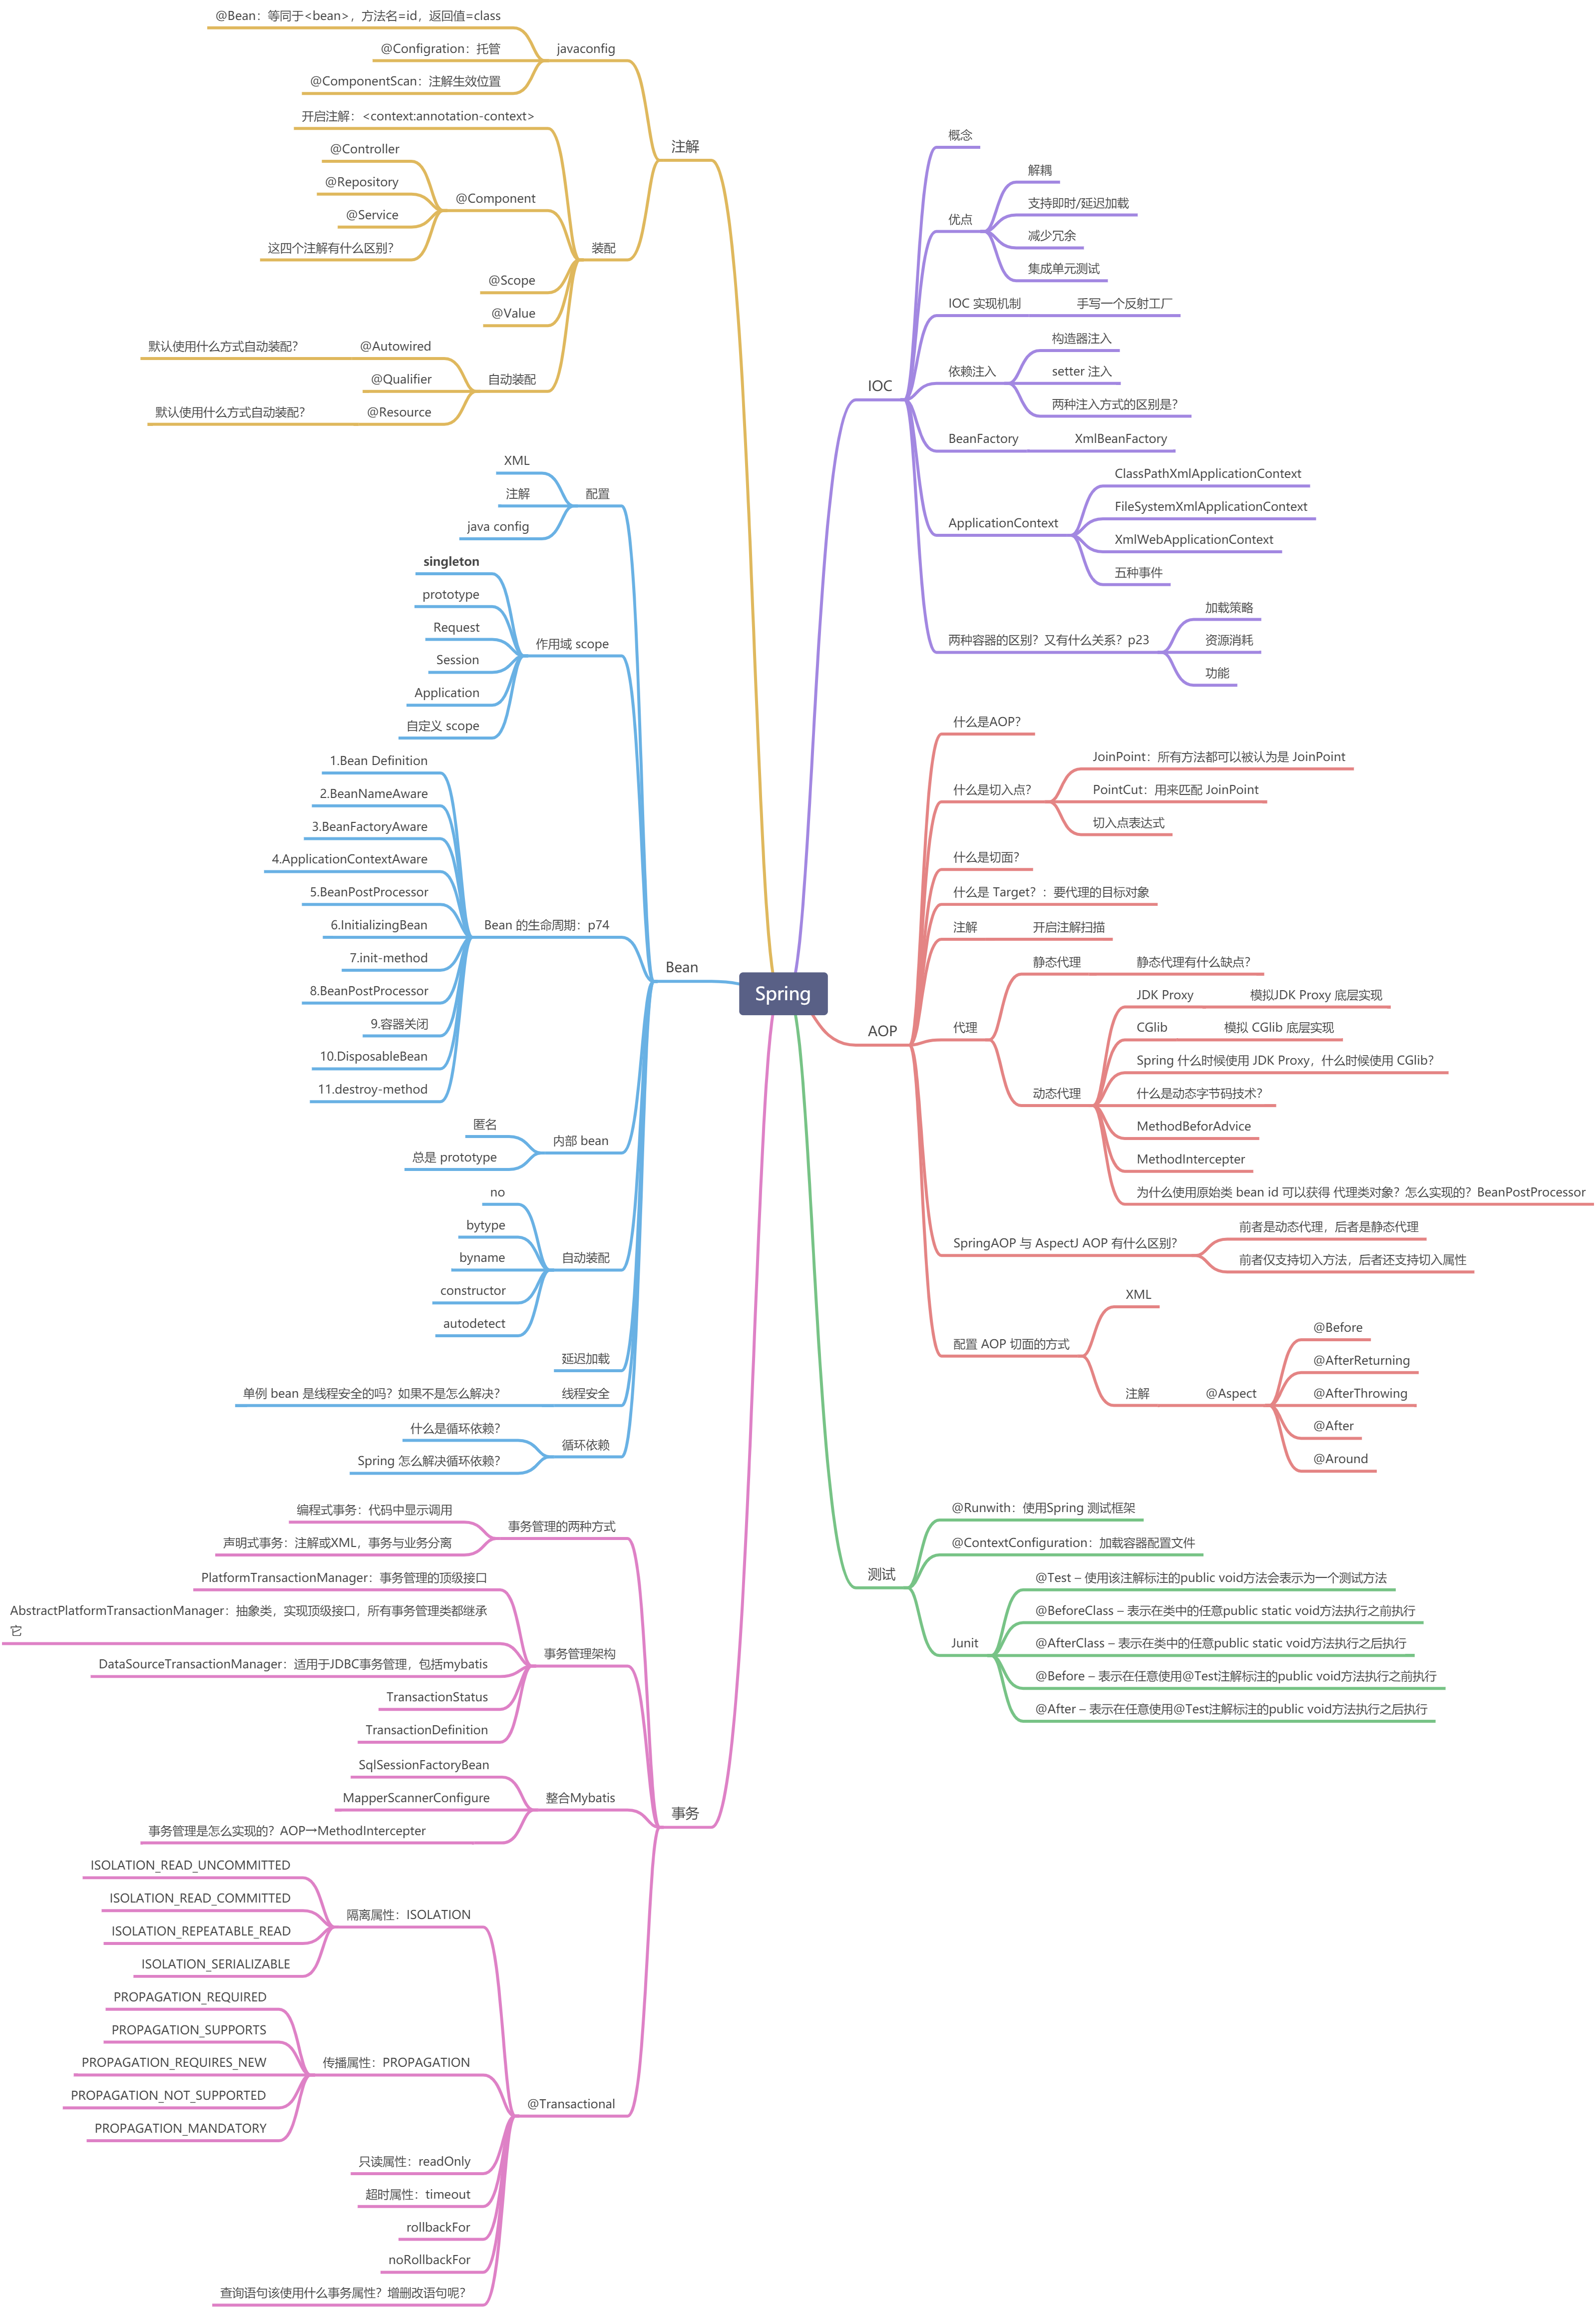 Spring
IOC
概念
优点
解耦
支持即时/延迟加载
减少冗余
集成单元测试
IOC 实现机制
手写一个反射工厂
依赖注入
构造器注入
setter 注入
两种注入方式的区别是?
BeanFactory
XmlBeanFactory
ApplicationContext
ClassPathXmlApplicationContext
FileSystemXmlApplicationContext
XmlWebApplicationContext
五种事件
两种容器的区别？又有什么关系？p23
加载策略
资源消耗
功能
AOP
什么是AOP?
什么是切入点?
JoinPoint：所有方法都可以被认为是 JoinPoint
PointCut：用来匹配 JoinPoint
切入点表达式
什么是切面?
什么是 Target?：要代理的目标对象
注解
开启注解扫描
代理
静态代理
静态代理有什么缺点?
动态代理
JDK Proxy
模拟JDK Proxy 底层实现
CGlib
模拟 CGlib 底层实现
Spring 什么时候使用 JDK Proxy，什么时候使用 CGlib?
什么是动态字节码技术?
MethodBeforAdvice
MethodIntercepter
为什么使用原始类 bean id 可以获得 代理类对象？怎么实现的？BeanPostProcessor
SpringAOP 与 AspectJ AOP 有什么区别?
前者是动态代理，后者是静态代理
前者仅支持切入方法，后者还支持切入属性
配置 AOP 切面的方式
XML
注解
@Aspect
@Before
@AfterReturning
@AfterThrowing
@After
@Around
测试
@Runwith：使用Spring 测试框架
@ContextConfiguration：加载容器配置文件
Junit
@Test – 使用该注解标注的public void方法会表示为一个测试方法
@BeforeClass – 表示在类中的任意public static void方法执行之前执行
@AfterClass – 表示在类中的任意public static void方法执行之后执行
@Before – 表示在任意使用@Test注解标注的public void方法执行之前执行
@After – 表示在任意使用@Test注解标注的public void方法执行之后执行
注解
javaconfig
@Bean：等同于<bean>，方法名=id，返回值=class
@Configration：托管
@ComponentScan：注解生效位置
装配
开启注解：<context:annotation-context>
@Component
@Controller
@Repository
@Service
这四个注解有什么区别?
@Scope
@Value
自动装配
@Autowired
默认使用什么方式自动装配?
@Qualifier
@Resource
默认使用什么方式自动装配?
Bean
配置
XML
注解
java config
作用域 scope
singleton
prototype
Request
Session
Application
自定义 scope
Bean 的生命周期：p74
1.Bean Definition
2.BeanNameAware
3.BeanFactoryAware
4.ApplicationContextAware
5.BeanPostProcessor
6.InitializingBean
7.init-method
8.BeanPostProcessor
9.容器关闭
10.DisposableBean
11.destroy-method
内部 bean
匿名
总是 prototype
自动装配
no
bytype
byname
constructor
autodetect
延迟加载
线程安全
单例 bean 是线程安全的吗？如果不是怎么解决?
循环依赖
什么是循环依赖?
Spring 怎么解决循环依赖?
事务
事务管理的两种方式
编程式事务：代码中显示调用
声明式事务：注解或XML，事务与业务分离
事务管理架构
PlatformTransactionManager：事务管理的顶级接口
AbstractPlatformTransactionManager：抽象类，实现顶级接口，所有事务管理类都继承
它
DataSourceTransactionManager：适用于JDBC事务管理，包括mybatis
TransactionStatus
TransactionDefinition
整合Mybatis
SqlSessionFactoryBean
MapperScannerConfigure
事务管理是怎么实现的？AOP→MethodIntercepter
@Transactional
隔离属性：ISOLATION
ISOLATION_READ_UNCOMMITTED
ISOLATION_READ_COMMITTED
ISOLATION_REPEATABLE_READ
ISOLATION_SERIALIZABLE
传播属性：PROPAGATION
PROPAGATION_REQUIRED
PROPAGATION_SUPPORTS
PROPAGATION_REQUIRES_NEW
PROPAGATION_NOT_SUPPORTED
PROPAGATION_MANDATORY
只读属性：readOnly
超时属性：timeout
rollbackFor
noRollbackFor
查询语句该使用什么事务属性？增删改语句呢?